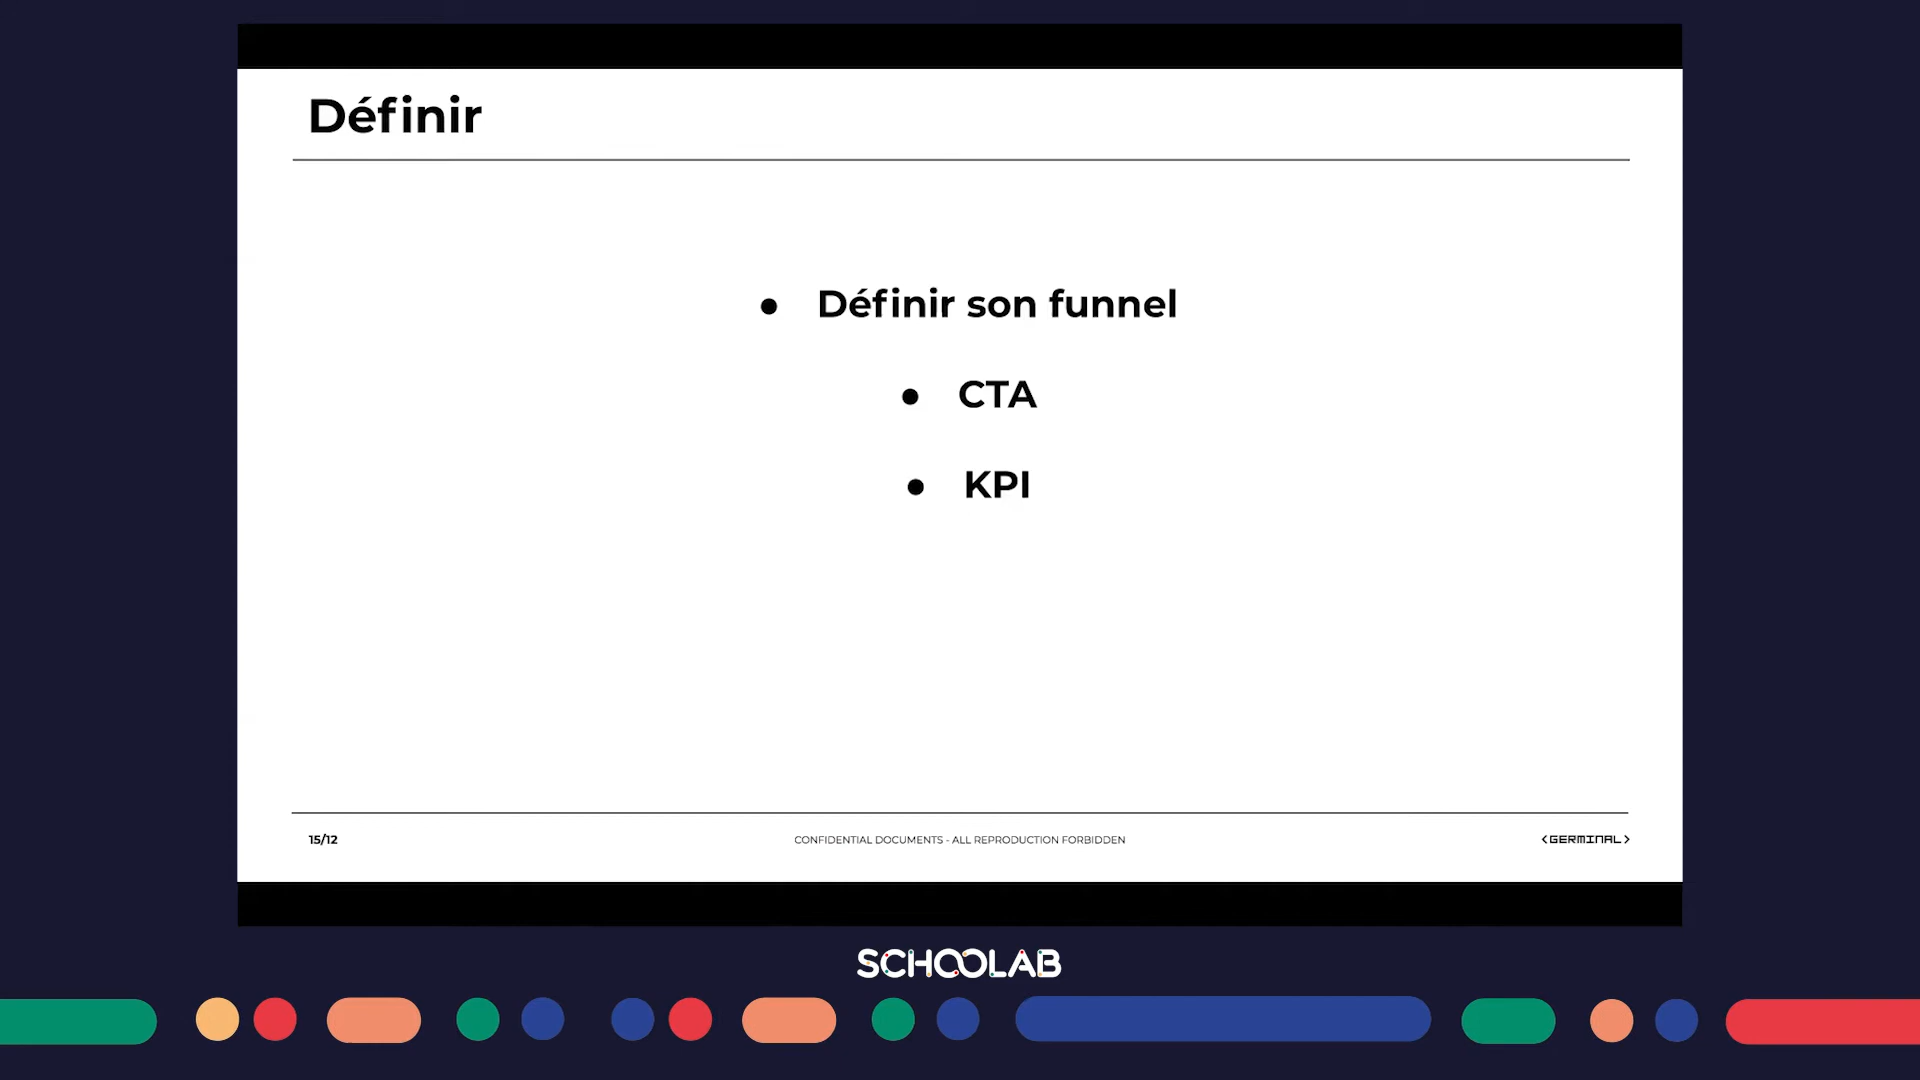 Définir
● Définir son funnel
● CTA
● KPI
15/12
CONFIDENTIAL DOCUMENTS - ALL REPRODUCTION FORBIDDEN
<GERMINAL>
SCHOOLAB